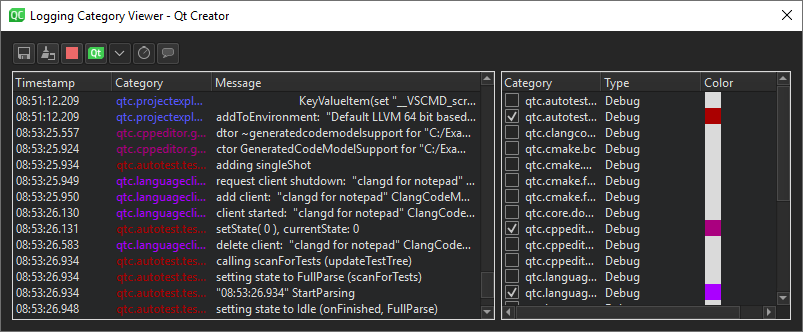 Logging Category Viewer - Qt Creator
Qt
Timestamp Category Message
08:51:12.209 qtc.projectexpl... KeyValueItem(set "__VSCMD_scr...
08:51:12.209 qtc.projectexpl... addToEnvironment: "Default LLVM 64 bit based...
08:53:25.557 qtc.cppeditor.g... dtor ~generatedcodemodelsupport for "C:/Exa...
08:53:25.924 qtc.cppeditor.g... ctor GeneratedCodeModelSupport for "C:/Exa...
08:53:25.934 qtc.autotest.tes... adding singleShot
08:53:25.949 qtc.languagecli... request client shutdown: "clangd for notepad" ...
08:53:25.950 qtc.languagecli... add client: "clangd for notepad" ClangCodeM...
08:53:26.130 qtc.languagecli... client started: "clangd for notepad" ClangCode...
08:53:26.131 qtc.autotest.tes... setState( 0 ), currentState: 0
08:53:26.583 qtc.languagecli... delete client: "clangd for notepad" ClangCode...
08:53:26.934 qtc.autotest.tes... calling scanForTests (updateTestTree)
08:53:26.934 qtc.autotest.tes... setting state to FullParse (scanForTests)
08:53:26.934 qtc.autotest.tes... "08:53:26.934" StartParsing
08:53:26.948 qtc.autotest.tes... setting state to Idle (onFinished, FullParse)
Category Type Color
qtc.autotest... Debug
qtc.autotest... Debug
qtc.clangco... Debug
qtc.cmake.bc Debug
qtc.cmake.... Debug
qtc.cmake.f... Debug
qtc.cmake.f... Debug
qtc.core.do... Debug
qtc.cppedit... Debug
qtc.cppedit... Debug
qtc.cppedit... Debug
qtc.languag... Debug
qtc.languag... Debug